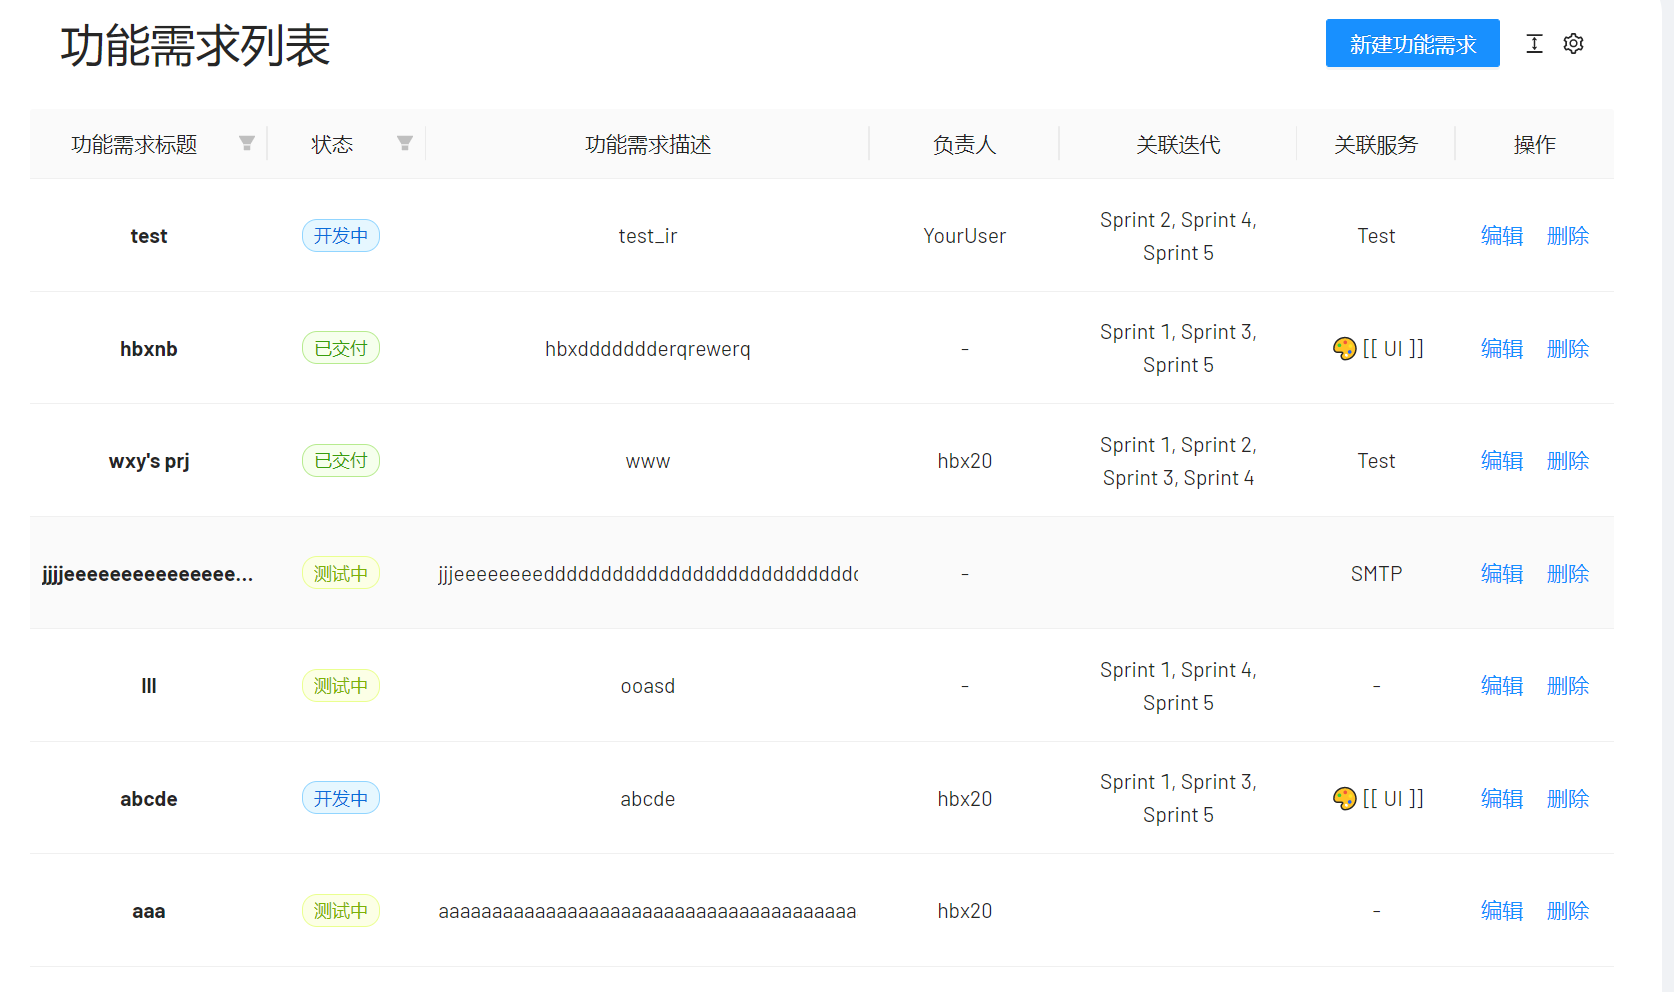 功能需求列表
新建功能需求
功能需求标题 状态 功能需求描述 负责人 关联迭代 关联服务 操作
test 开发中 test_ir YourUser Sprint 2, Sprint 4, Sprint 5 Test 编辑 删除
hbxnb 已交付 hbxddddddderqrewerq - Sprint 1, Sprint 3, Sprint 5 🎨 [[ UI ]] 编辑 删除
wxy's prj 已交付 www hbx20 Sprint 1, Sprint 2, Sprint 3, Sprint 4 Test 编辑 删除
jjjjeeeeeeeeeeeeeee... 测试中 jjjeeeeeeeedddddddddddddddddddddddddddd - SMTP 编辑 删除
lll 测试中 ooasd - Sprint 1, Sprint 4, Sprint 5 - 编辑 删除
abcde 开发中 abcde hbx20 Sprint 1, Sprint 3, Sprint 5 🎨 [[ UI ]] 编辑 删除
aaa 测试中 aaaaaaaaaaaaaaaaaaaaaaaaaaaaaaaaaaaaaaa hbx20 - 编辑 删除